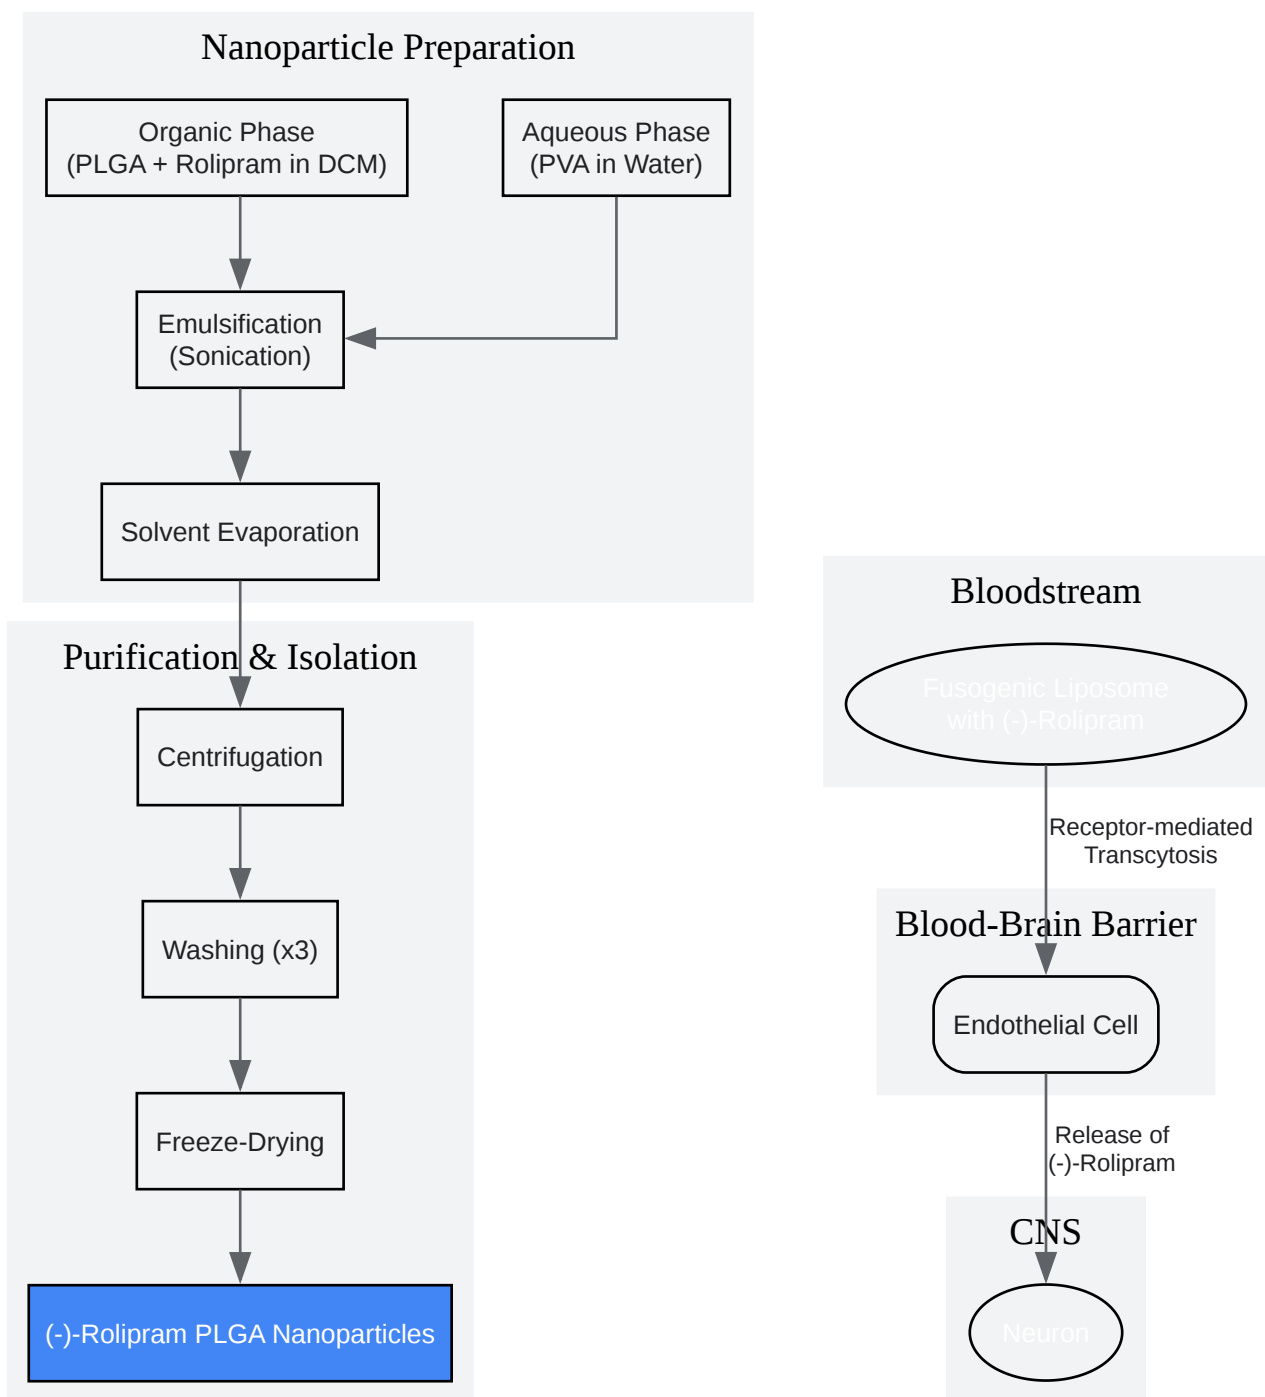 Nanoparticle Preparation
Organic Phase
(PLGA + Rolipram in DCM)
Aqueous Phase
(PVA in Water)
Emulsification
(Sonication)
Solvent Evaporation
Purification & Isolation
Centrifugation
Washing (x3)
Freeze-Drying
(-)-Rolipram PLGA Nanoparticles
Bloodstream
Fusogenic Liposome
with (-)-Rolipram
Receptor-mediated
Transcytosis
Blood-Brain Barrier
Endothelial Cell
Release of
(-)-Rolipram
CNS
Neuron